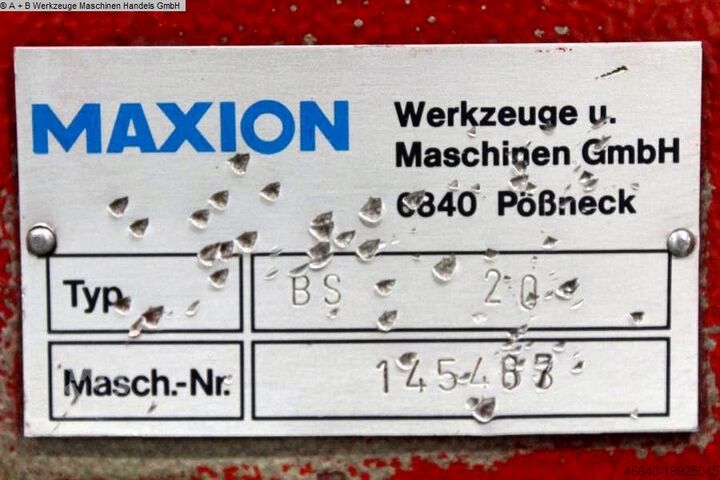 © A + B Werkzeuge Maschinen Handels GmbH
MAXION
Werkzeuge u.
Maschinen GmbH
6840 Pößneck
Typ BS 20
Masch.-Nr.